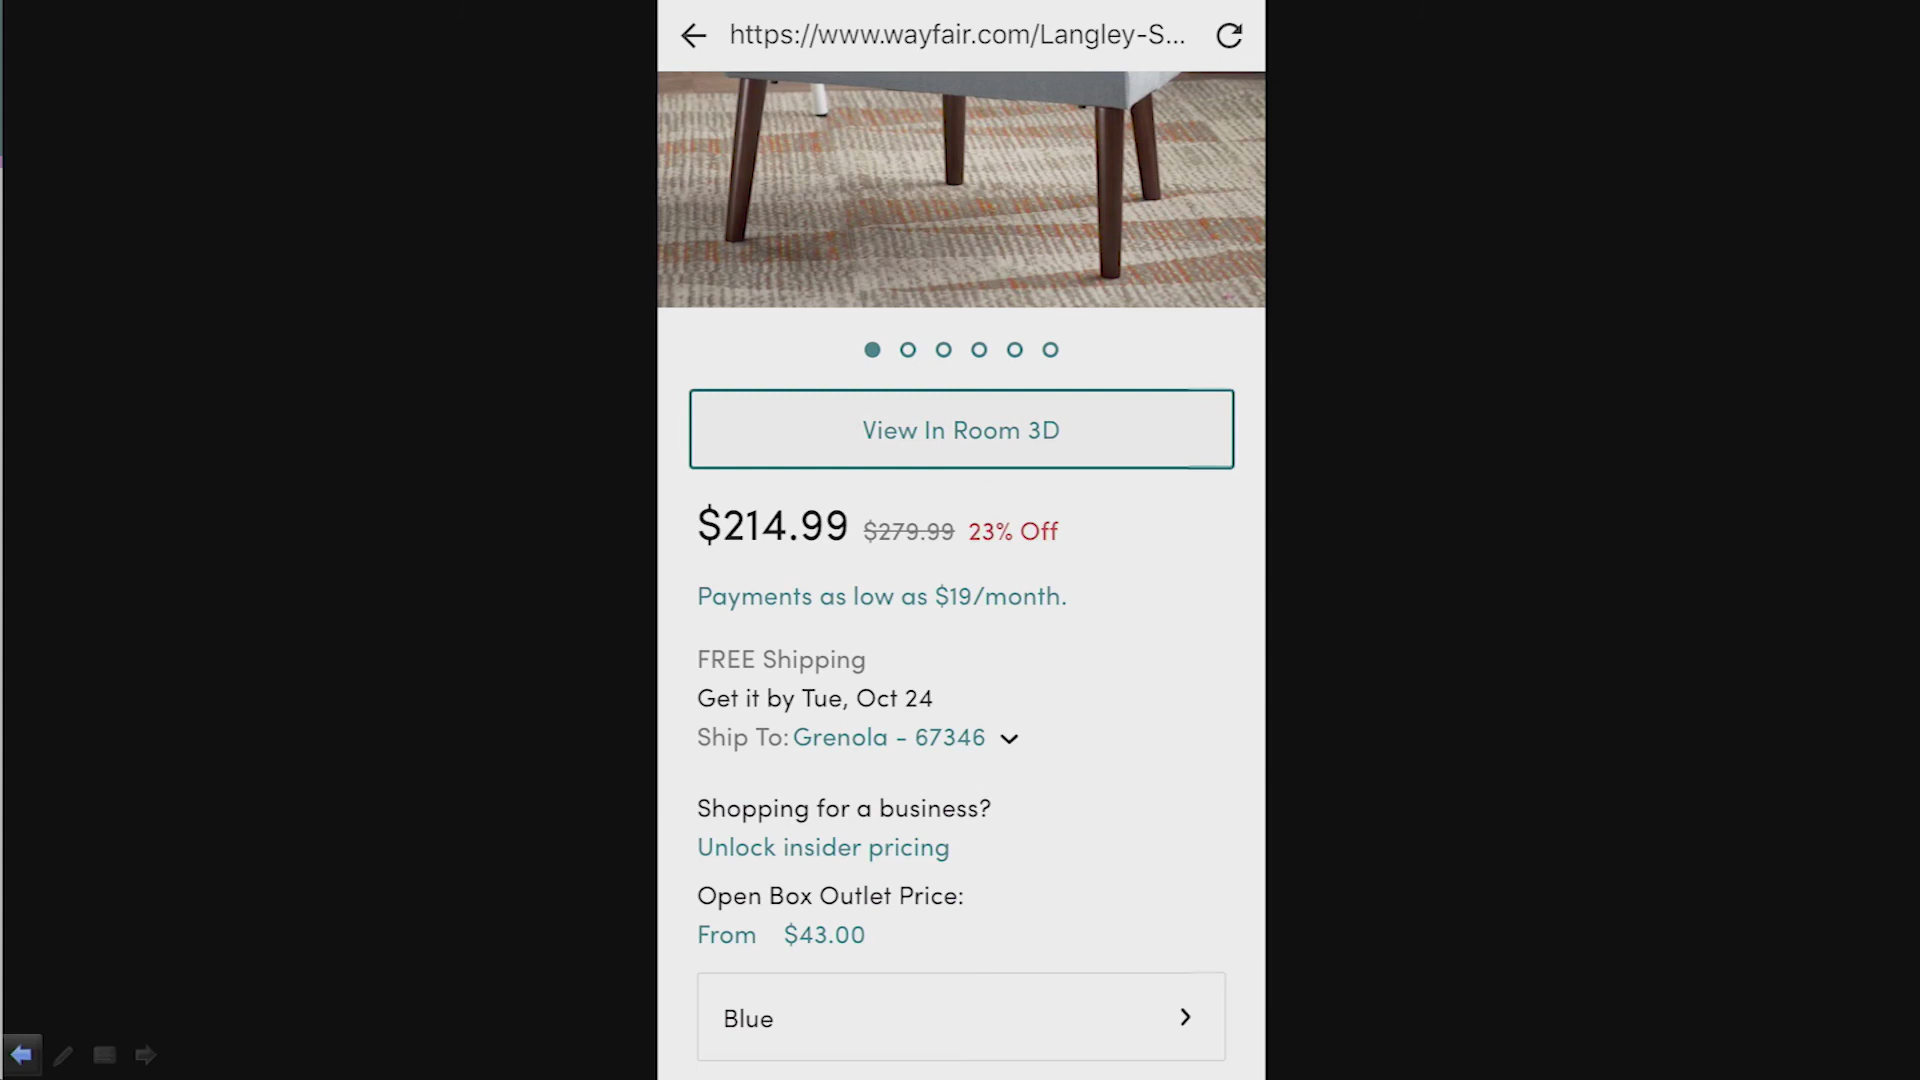 https://www.wayfair.com/Langley-S...
View In Room 3D
$214.99 $279.99 23% Off
Payments as low as $19/month.
FREE Shipping
Get it by Tue, Oct 24
Ship To: Grenola - 67346
Shopping for a business?
Unlock insider pricing
Open Box Outlet Price:
From $43.00
Blue